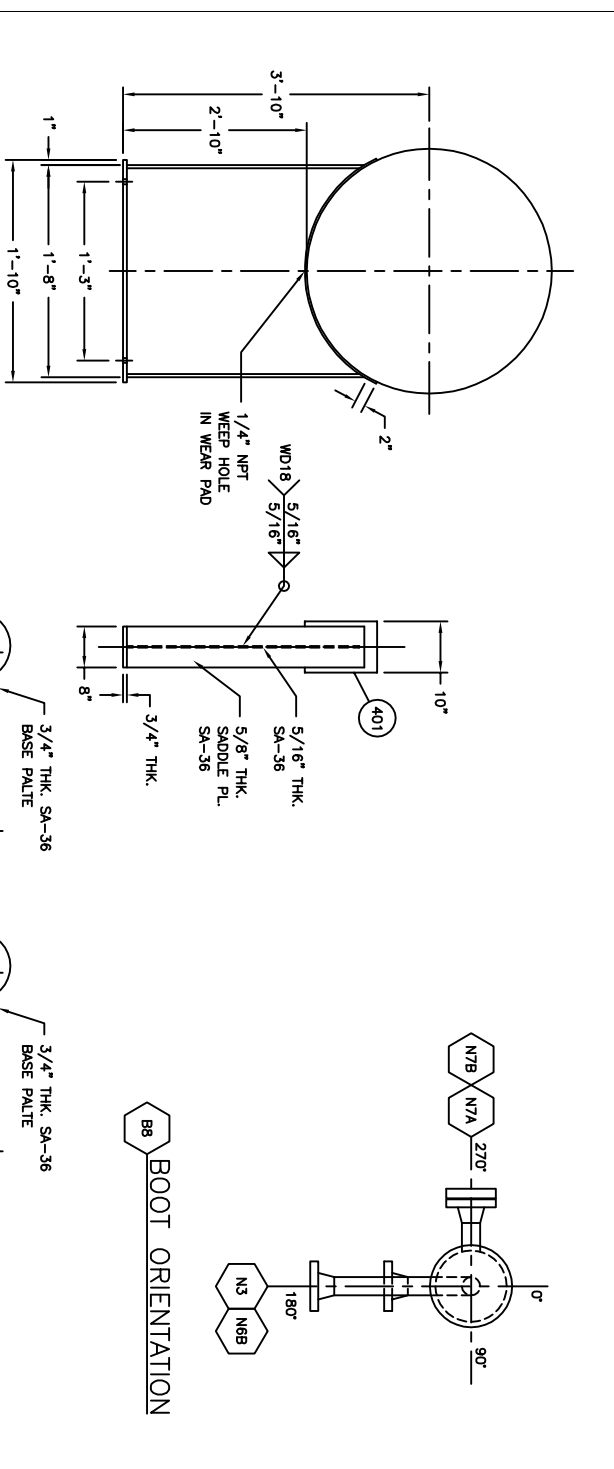 3'-10"
2'-10"
1"
1'-3"
1'-8"
1'-10"
2"
1/4" NPT
WEEP HOLE
IN WEAR PAD
WD18
5/16"
5/16"
10"
401
5/16" THK.
SA-36
5/8" THK.
SADDLE PL.
SA-36
3/4" THK.
8"
3/4" THK. SA-36
BASE PALTE
3/4" THK. SA-36
BASE PALTE
N7B
N7A
270°
0°
90°
180°
N3
N6B
B8
BOOT ORIENTATION